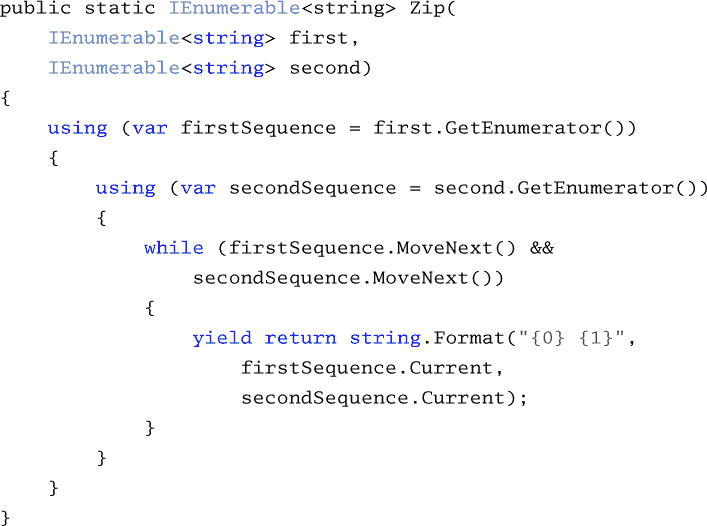 public static IEnumerable<string> Zip(
    IEnumerable<string> first,
    IEnumerable<string> second)
{
    using (var firstSequence = first.GetEnumerator())
    {
        using (var secondSequence = second.GetEnumerator())
        {
            while (firstSequence.MoveNext() &&
                secondSequence.MoveNext())
            {
                yield return string.Format("{0} {1}",
                    firstSequence.Current,
                    secondSequence.Current);
            }
        }
    }
}